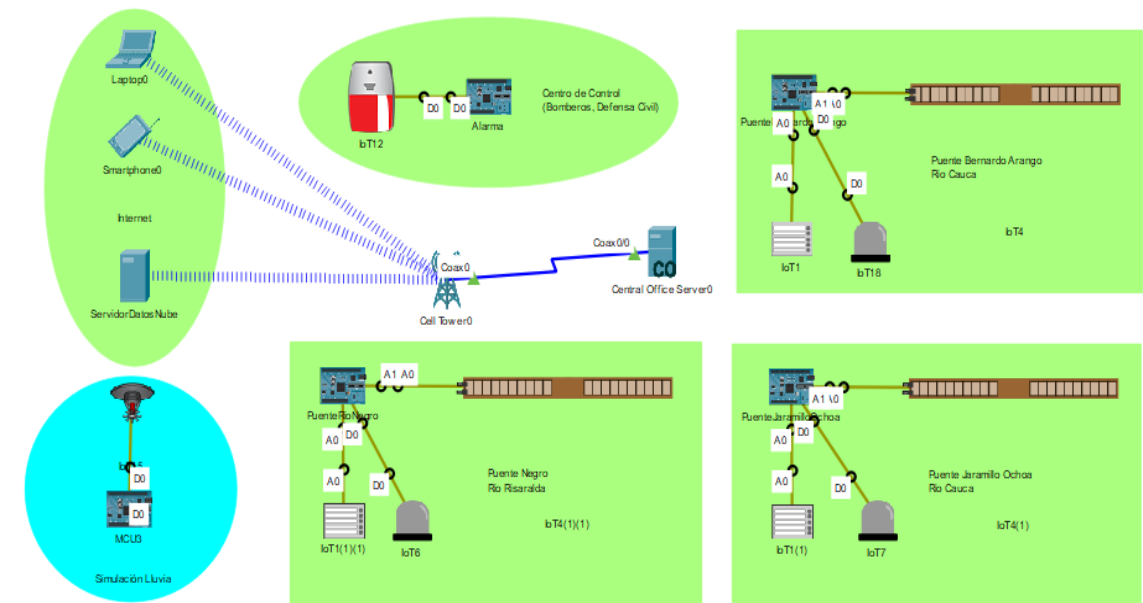 Laptop0
Smartphone0
Internet
ServidorDatosNube
D0
D0
IoT12
Alarma
Centro de Control
(Bomberos, Defensa Civil)
Coax0
Cell Tower0
Coax0/0
CO
Central Office Server0
A1
A0
D0
A0
D0
IoT1
IoT18
Puente Bernardo Arango
Rio Cauca
IoT4
D0
D0
MCU3
Simulación Lluvia
A1 A0
PuenteRioNegro
A0
D0
A0
D0
IoT1(1)(1)
IoT6
Puente Negro
Rio Risaralda
IoT4(1)(1)
A1
PuenteJaramilloOchoa
A0
D0
A0
D0
IoT1(1)
IoT7
Puente Jaramillo Ochoa
Rio Cauca
IoT4(1)